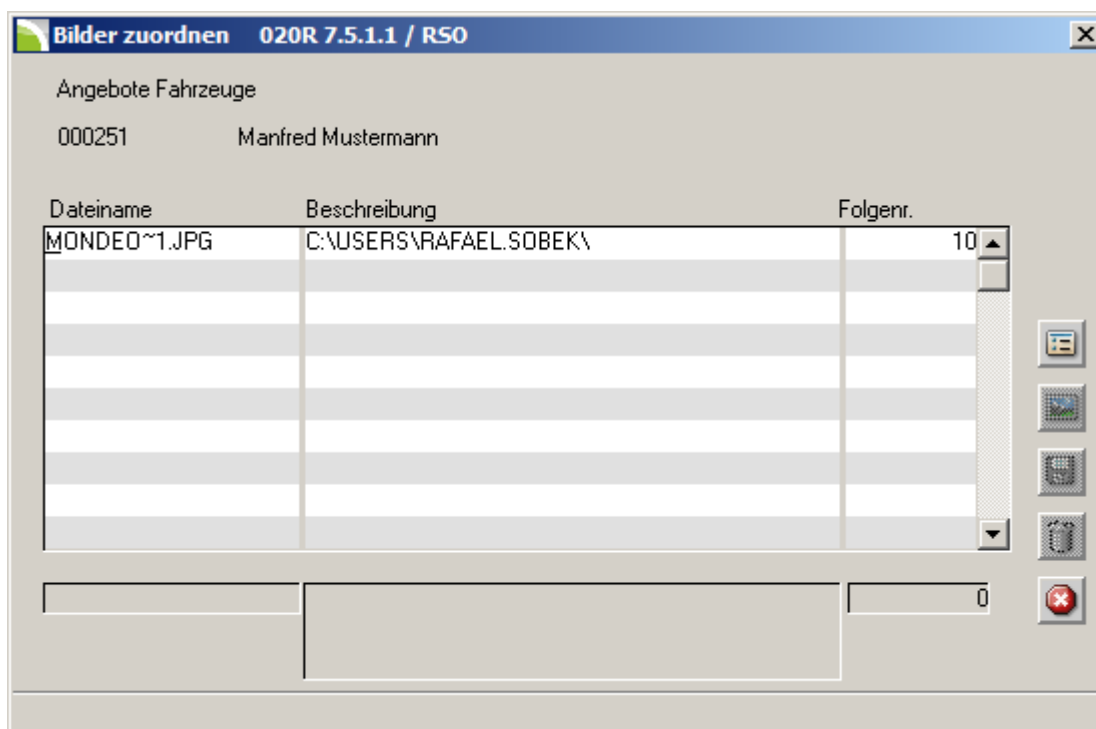 Bilder zuordnen 020R 7.5.1.1 / RSO
Angebote Fahrzeuge
000251 Manfred Mustermann
Dateiname Beschreibung Folgenr.
MONDEO~1.JPG C:\USERS\RAFAEL.SOBEK\ 10
0